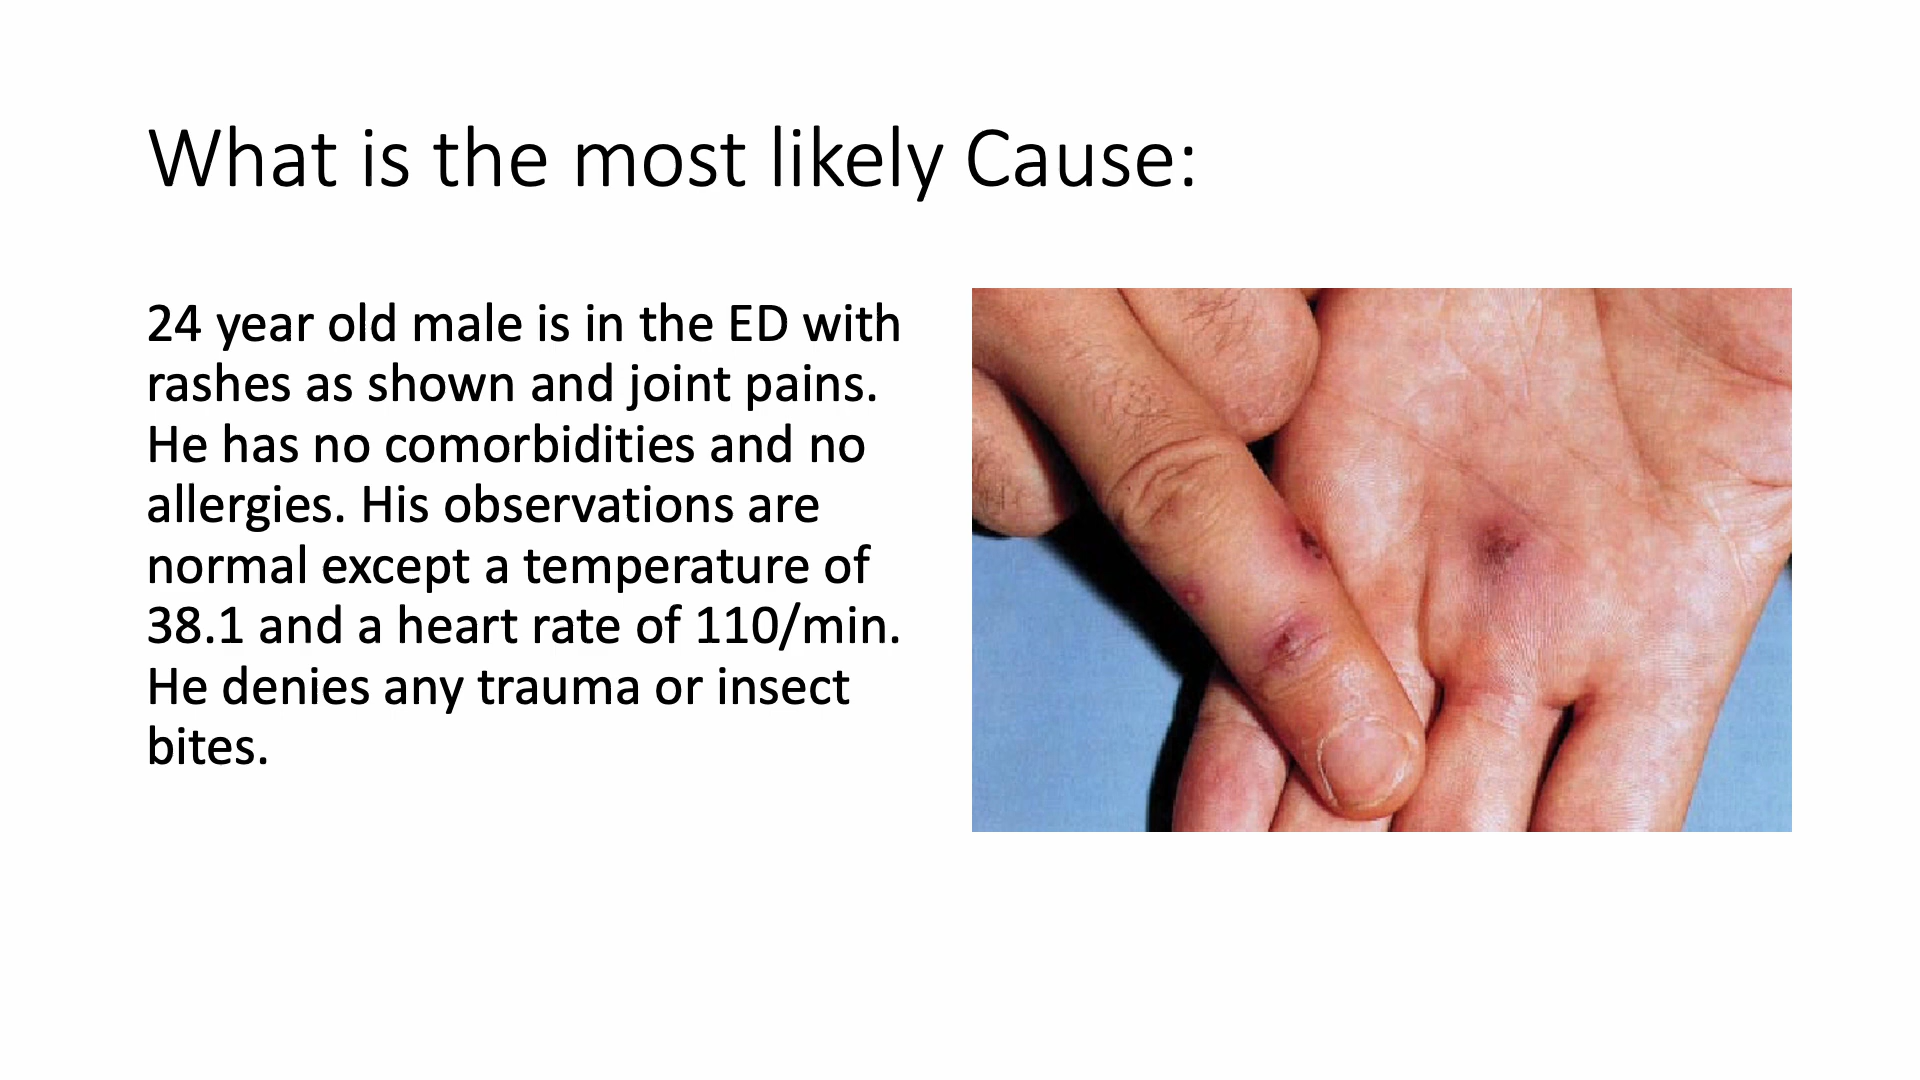 What is the most likely Cause:
24 year old male is in the ED with
rashes as shown and joint pains.
He has no comorbidities and no
allergies. His observations are
normal except a temperature of
38.1 and a heart rate of 110/min.
He denies any trauma or insect
bites.